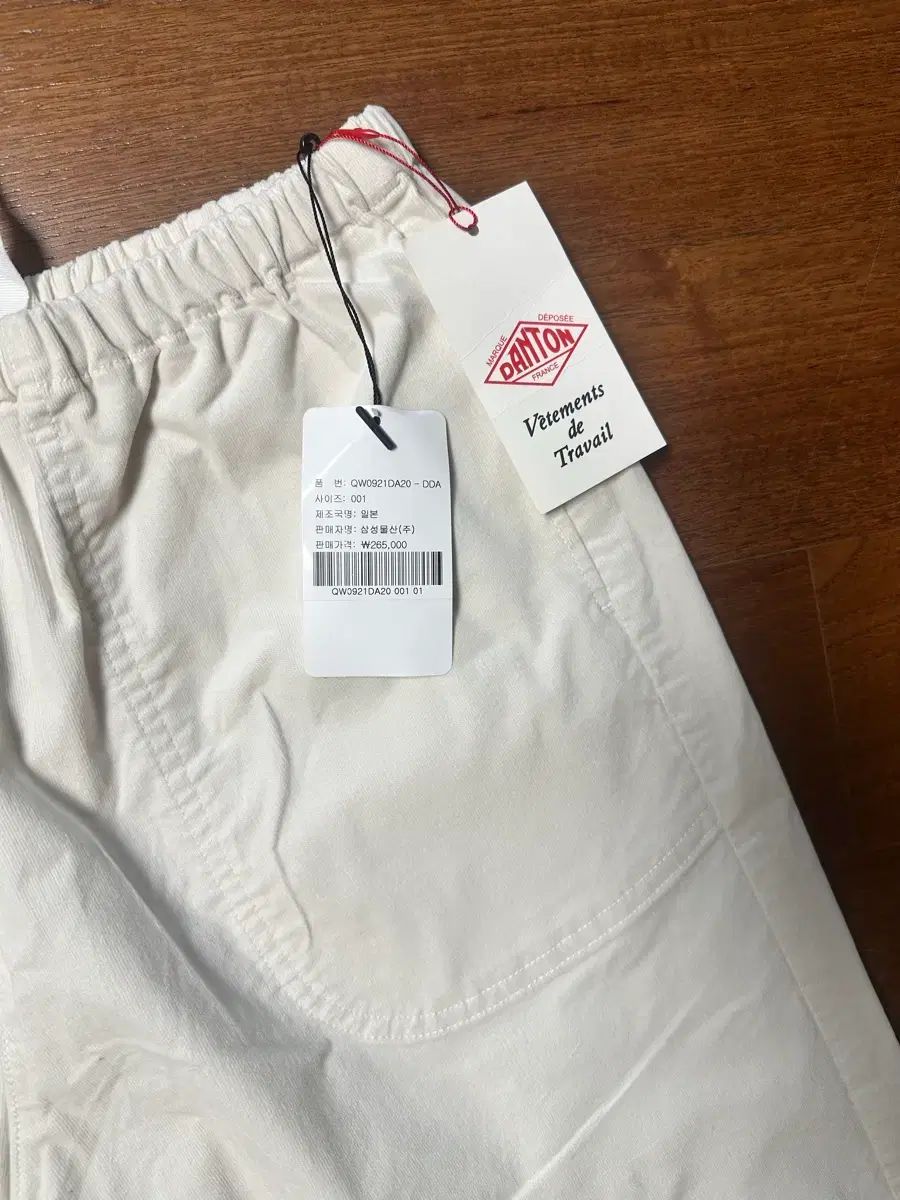 DÉPOSÉE
MARQUE
DANTON
FRANCE
Vêtements
de
Travail
품 번: QW0921DA20 - DDA
사이즈: 001
제조국명: 일본
판매자명: 삼성물산(주)
판매가격: ₩265,000
QW0921DA20 001 01